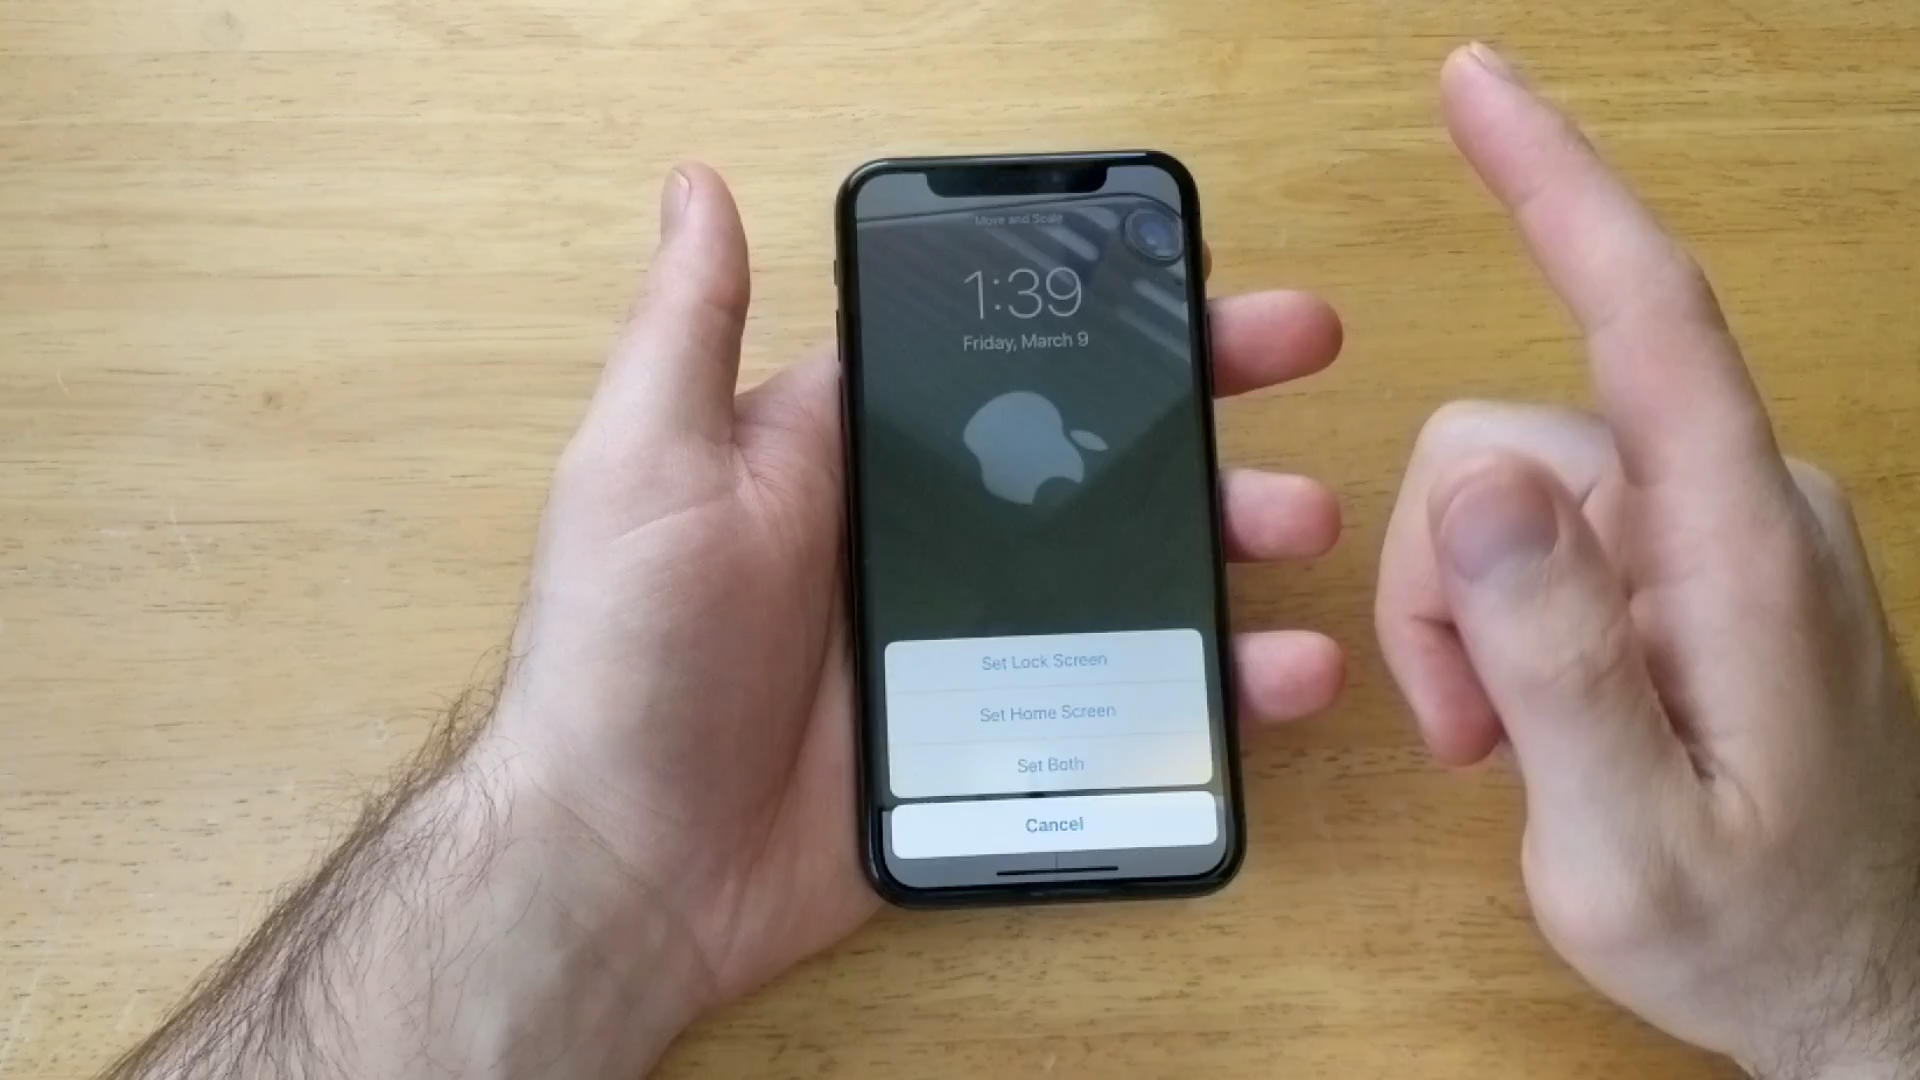 Move and Scale
1:39
Friday, March 9
Set Lock Screen
Set Home Screen
Set Both
Cancel